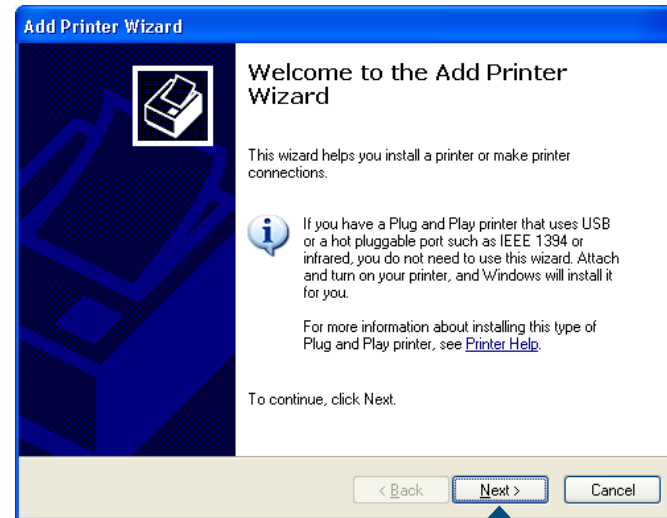 Add Printer Wizard
Welcome to the Add Printer
Wizard
This wizard helps you install a printer or make printer
connections.
If you have a Plug and Play printer that uses USB
or a hot pluggable port such as IEEE 1394 or
infrared, you do not need to use this wizard. Attach
and turn on your printer, and Windows will install it
for you.
For more information about installing this type of
Plug and Play printer, see Printer Help.
To continue, click Next.
< Back Next > Cancel